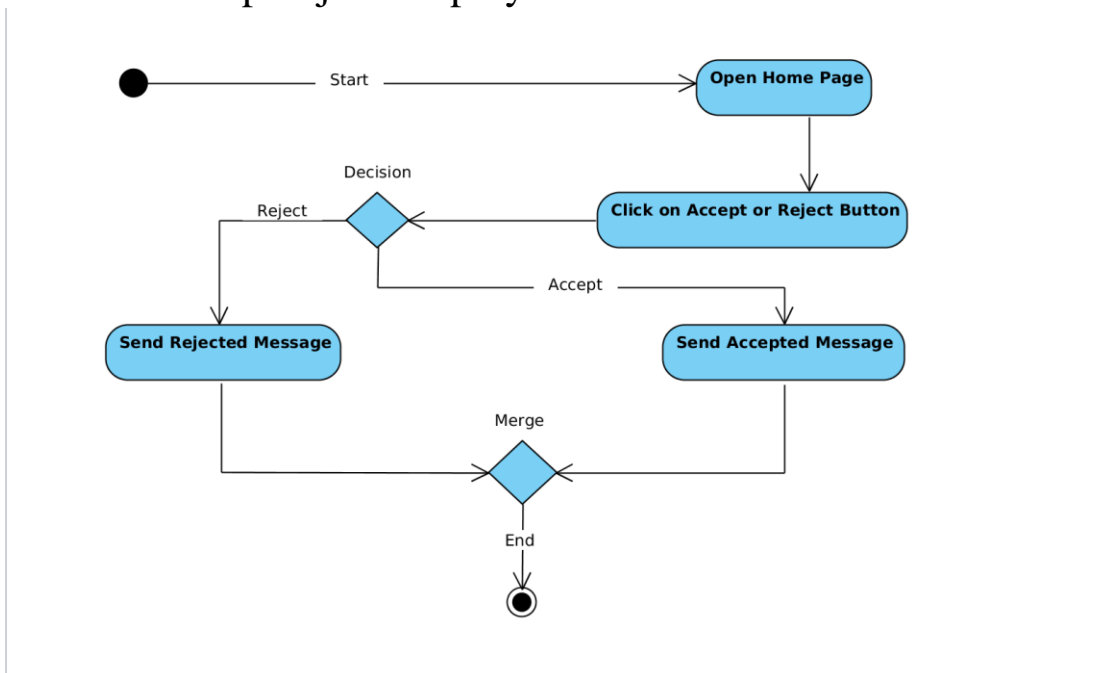 Start
Open Home Page
Decision
Click on Accept or Reject Button
Reject
Accept
Send Rejected Message
Send Accepted Message
Merge
End